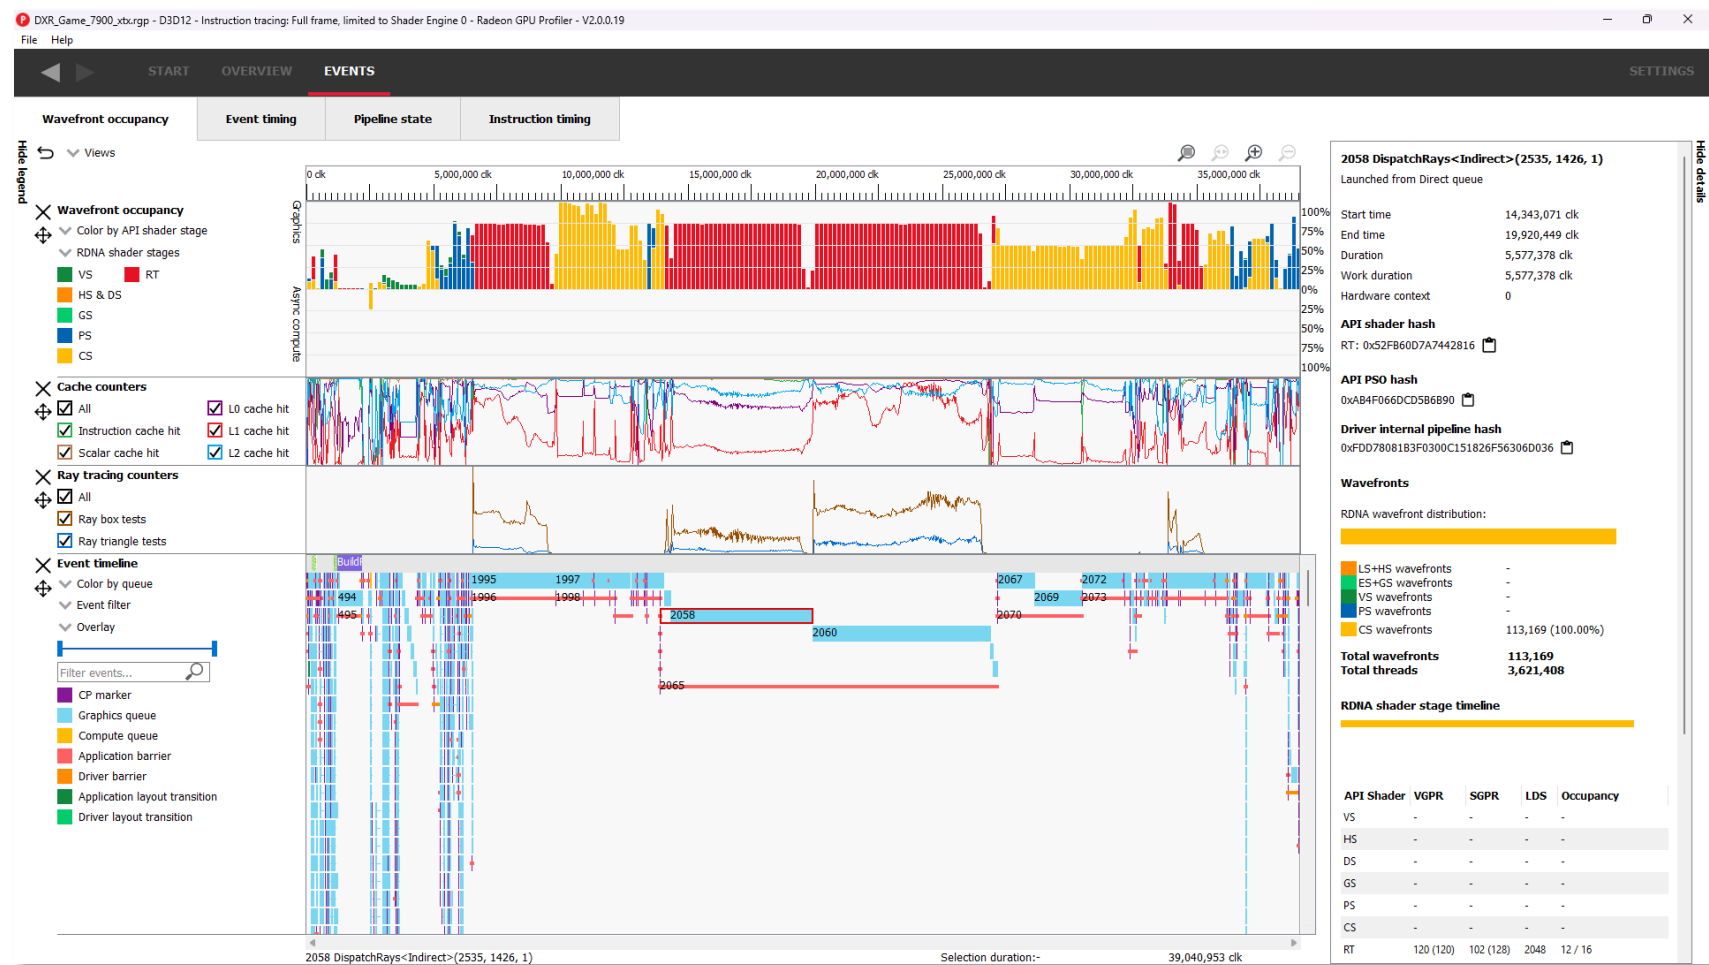 DXR_Game_7900_xtx.rgp - D3D12 - Instruction tracing: Full frame, limited to Shader Engine 0 - Radeon GPU Profiler - V2.0.0.19
File Help
START OVERVIEW EVENTS SETTINGS
Wavefront occupancy Event timing Pipeline state Instruction timing
Hide legend
Views
0 clk 5,000,000 clk 10,000,000 clk 15,000,000 clk 20,000,000 clk 25,000,000 clk 30,000,000 clk 35,000,000 clk
Wavefront occupancy
Color by API shader stage
RDNA shader stages
VS RT
HS & DS
GS
PS
CS
Graphics
Async compute
100%
75%
50%
25%
0%
25%
50%
75%
100%
Cache counters
All L0 cache hit
Instruction cache hit L1 cache hit
Scalar cache hit L2 cache hit
Ray tracing counters
All
Ray box tests
Ray triangle tests
Event timeline
Color by queue
Event filter
Overlay
Filter events...
CP marker
Graphics queue
Compute queue
Application barrier
Driver barrier
Application layout transition
Driver layout transition
1995 1997 2067 2072
494 1996 1998 2069 2073
495 2058 2070
2060
2065
2058 DispatchRays<Indirect>(2535, 1426, 1) Selection duration:- 39,040,953 clk
Hide details
2058 DispatchRays<Indirect>(2535, 1426, 1)
Launched from Direct queue
Start time 14,343,071 clk
End time 19,920,449 clk
Duration 5,577,378 clk
Work duration 5,577,378 clk
Hardware context 0
API shader hash
RT: 0x52FB60D7A7442816
API PSO hash
0xAB4F066DCD5B6B90
Driver internal pipeline hash
0xFDD78081B3F0300C151826F56306D036
Wavefronts
RDNA wavefront distribution:
LS+HS wavefronts -
ES+GS wavefronts -
VS wavefronts -
PS wavefronts -
CS wavefronts 113,169 (100.00%)
Total wavefronts 113,169
Total threads 3,621,408
RDNA shader stage timeline
API Shader VGPR SGPR LDS Occupancy
VS - - - -
HS - - - -
DS - - - -
GS - - - -
PS - - - -
CS - - - -
RT 120 (120) 102 (128) 2048 12 / 16